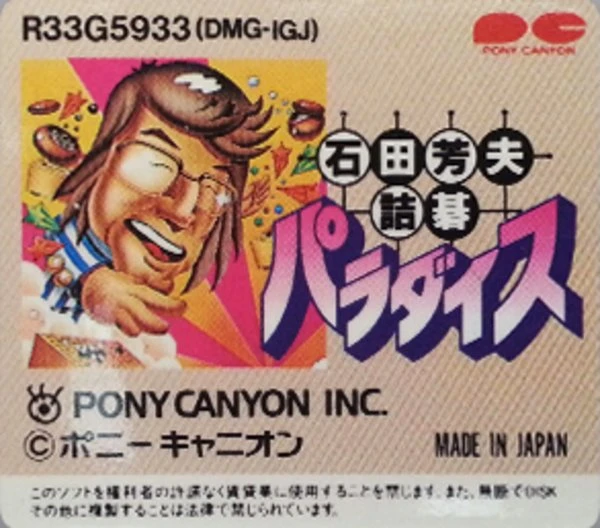 R33G5933(DMG-IGJ)
PONY CANYON
石田芳夫
詰碁
パラダイス
PONY CANYON INC.
©ポニーキャニオン
MADE IN JAPAN
このソフトを権利者の許諾なく賃貸業に使用することを禁じます。また、無断でDISK
その他に複製することは法律で禁じられています。